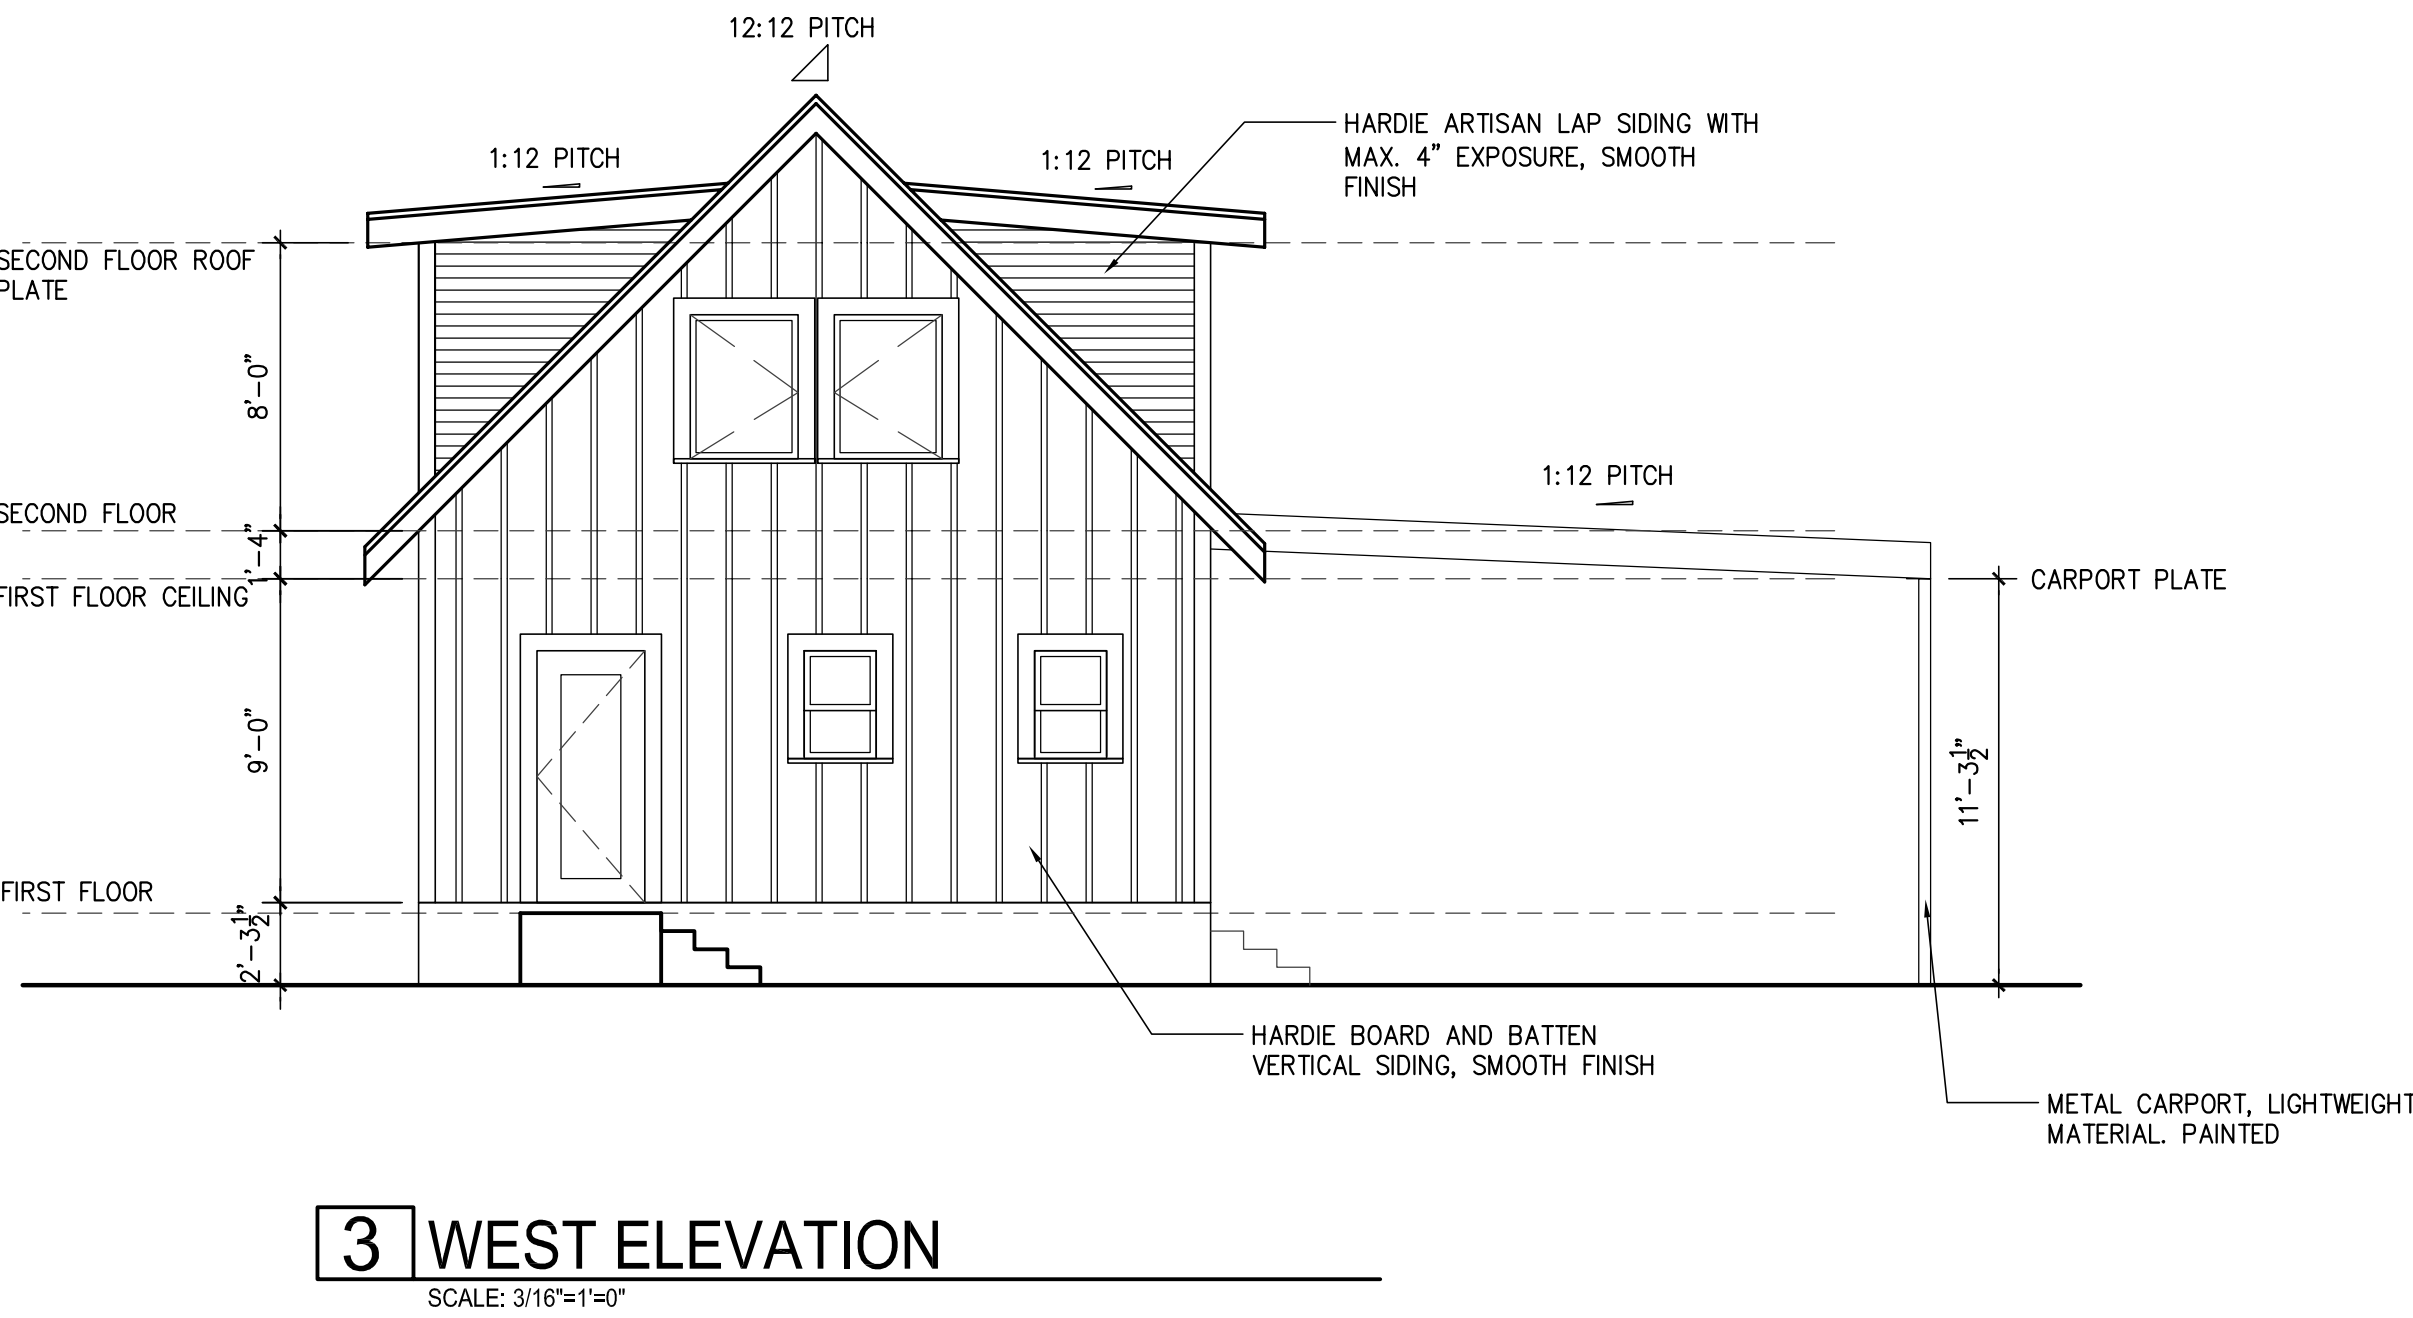 12:12 PITCH
1:12 PITCH
1:12 PITCH
HARDIE ARTISAN LAP SIDING WITH
MAX. 4" EXPOSURE, SMOOTH
FINISH
SECOND FLOOR ROOF
PLATE
8'-0"
SECOND FLOOR
1'-4"
FIRST FLOOR CEILING
1:12 PITCH
CARPORT PLATE
9'-0"
11'-3½"
FIRST FLOOR
2'-3½"
HARDIE BOARD AND BATTEN
VERTICAL SIDING, SMOOTH FINISH
METAL CARPORT, LIGHTWEIGHT
MATERIAL. PAINTED
3 WEST ELEVATION
SCALE: 3/16"=1'=0"